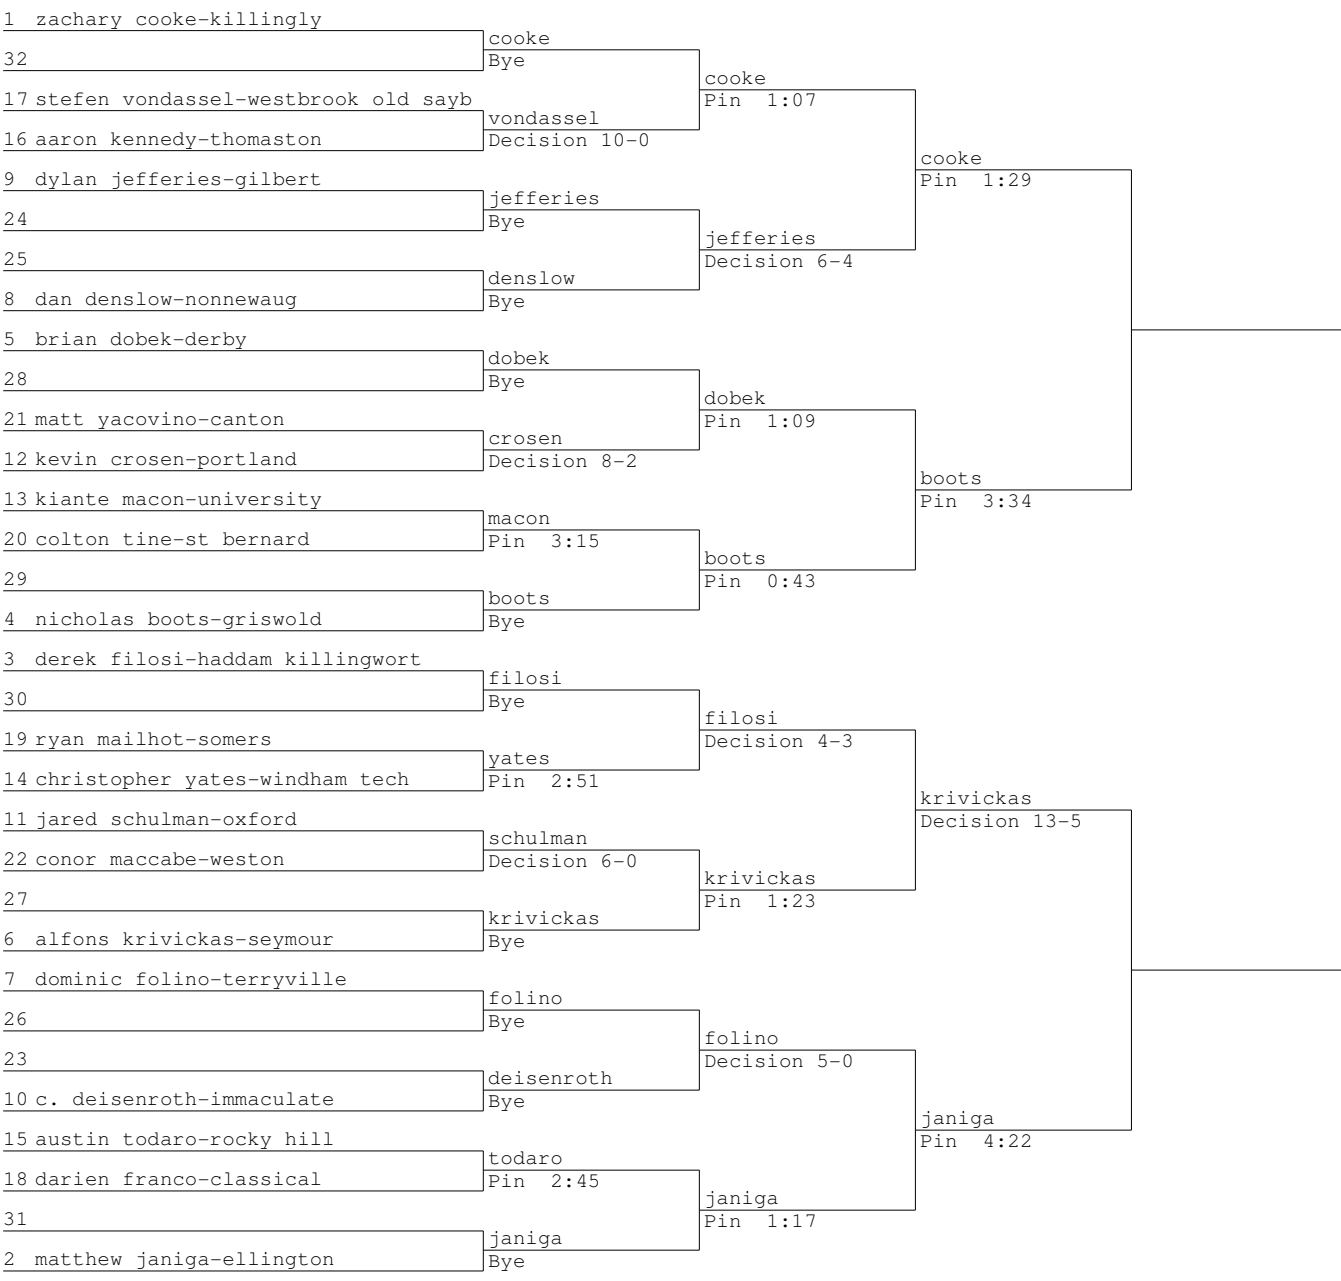 1 zachary cooke-killingly
cooke
32
Bye
cooke
17 stefen vondassel-westbrook old sayb
Pin 1:07
vondassel
16 aaron kennedy-thomaston
Decision 10-0
cooke
9 dylan jefferies-gilbert
Pin 1:29
jefferies
24
Bye
jefferies
25
Decision 6-4
denslow
8 dan denslow-nonnewaug
Bye
5 brian dobek-derby
dobek
28
Bye
dobek
21 matt yacovino-canton
Pin 1:09
crosen
12 kevin crosen-portland
Decision 8-2
boots
13 kiante macon-university
Pin 3:34
macon
20 colton tine-st bernard
Pin 3:15
boots
29
Pin 0:43
boots
4 nicholas boots-griswold
Bye
3 derek filosi-haddam killingwort
filosi
30
Bye
filosi
19 ryan mailhot-somers
Decision 4-3
yates
14 christopher yates-windham tech
Pin 2:51
krivickas
11 jared schulman-oxford
Decision 13-5
schulman
22 conor maccabe-weston
Decision 6-0
krivickas
27
Pin 1:23
krivickas
6 alfons krivickas-seymour
Bye
7 dominic folino-terryville
folino
26
Bye
folino
23
Decision 5-0
deisenroth
10 c. deisenroth-immaculate
Bye
janiga
15 austin todaro-rocky hill
Pin 4:22
todaro
18 darien franco-classical
Pin 2:45
janiga
31
Pin 1:17
janiga
2 matthew janiga-ellington
Bye